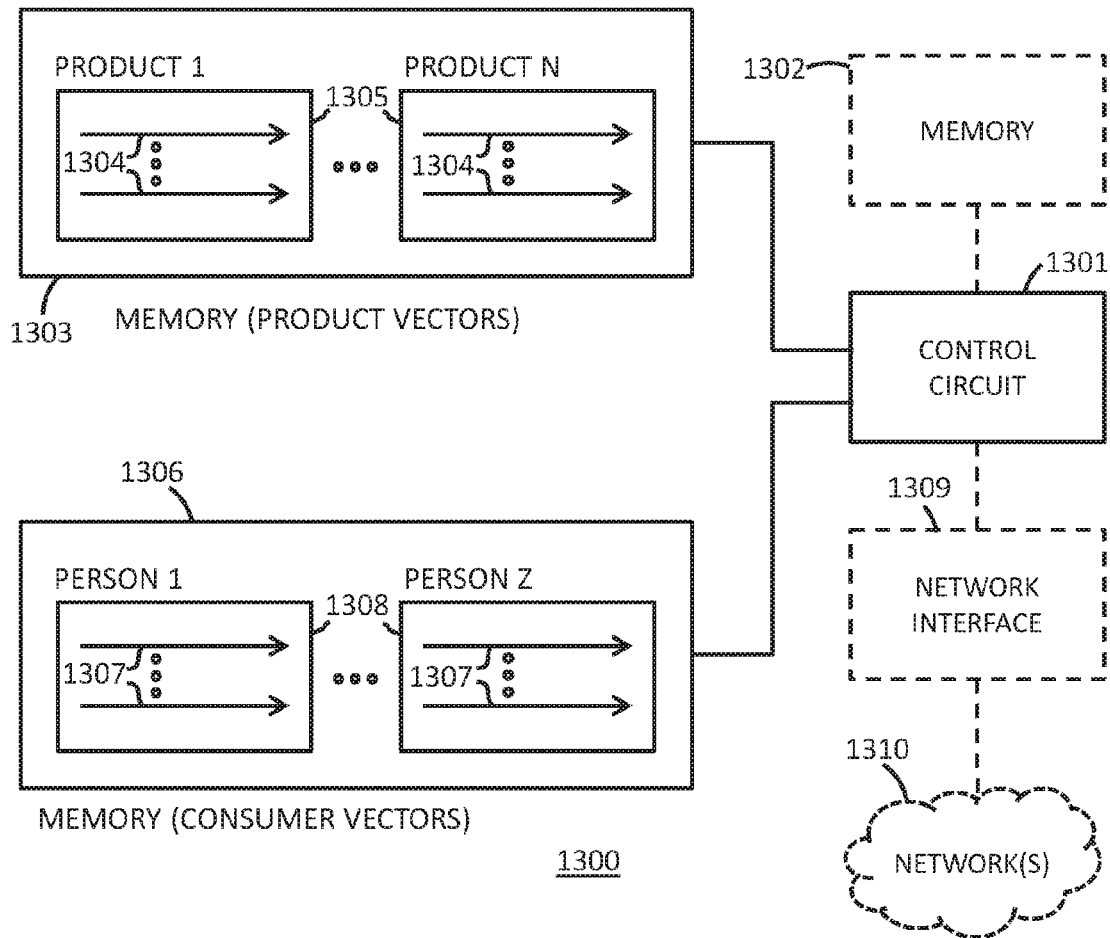 PRODUCT 1
PRODUCT N
1305
1304
1304
1303
MEMORY (PRODUCT VECTORS)
1302
MEMORY
1301
CONTROL
CIRCUIT
1306
PERSON 1
PERSON Z
1308
1307
1307
MEMORY (CONSUMER VECTORS)
1309
NETWORK
INTERFACE
1310
NETWORK(S)
1300